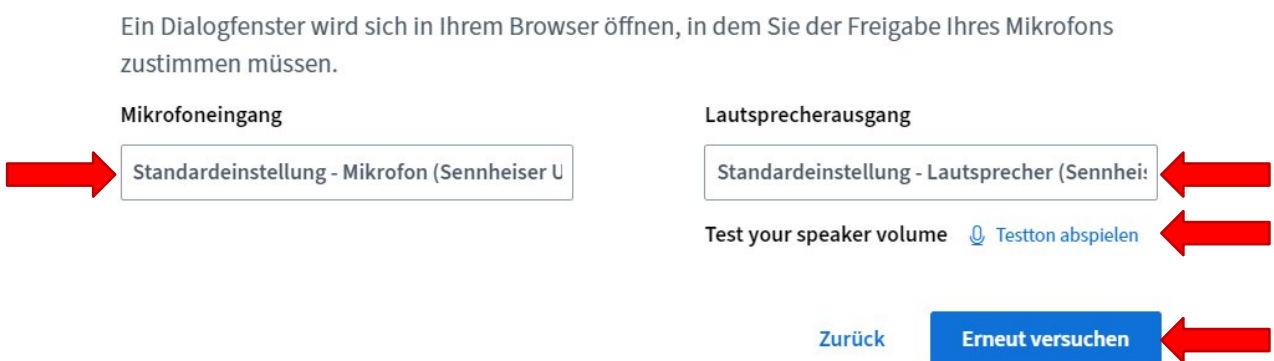 Ein Dialogfenster wird sich in Ihrem Browser öffnen, in dem Sie der Freigabe Ihres Mikrofons
zustimmen müssen.
Mikrofoneingang
Lautsprecherausgang
Standardeinstellung - Mikrofon (Sennheiser U
Standardeinstellung - Lautsprecher (Sennheis
Test your speaker volume Testton abspielen
Zurück
Erneut versuchen